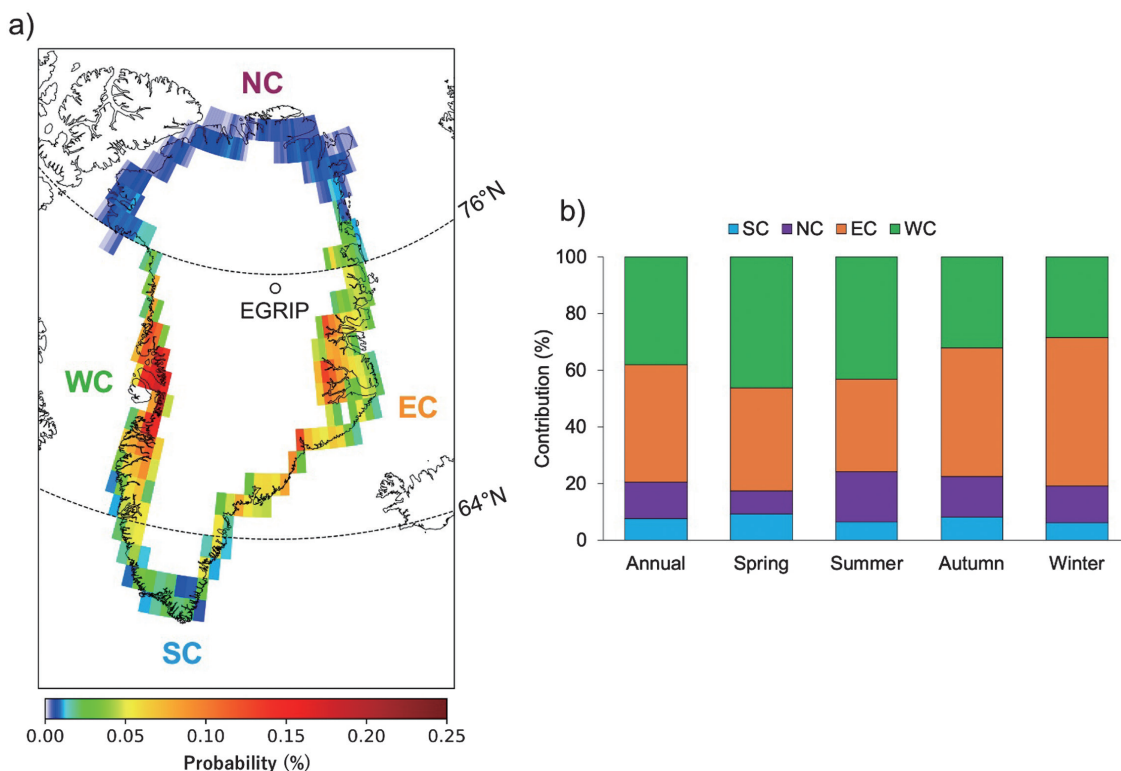 a)
NC
76°N
EGRIP
WC
EC
64°N
SC
0.00 0.05 0.10 0.15 0.20 0.25
Probability (%)
b)
SC NC EC WC
100
80
60
40
20
0
Contribution (%)
Annual Spring Summer Autumn Winter